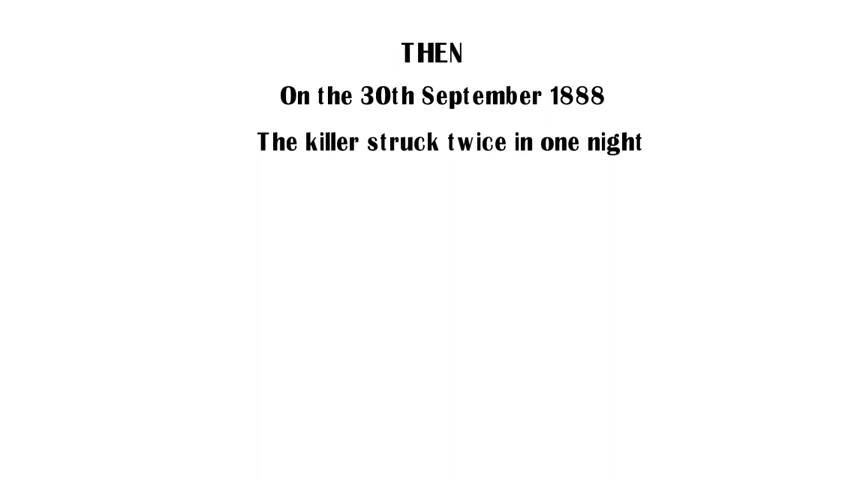 THEN
On the 30th September 1888
The killer struck twice in one night